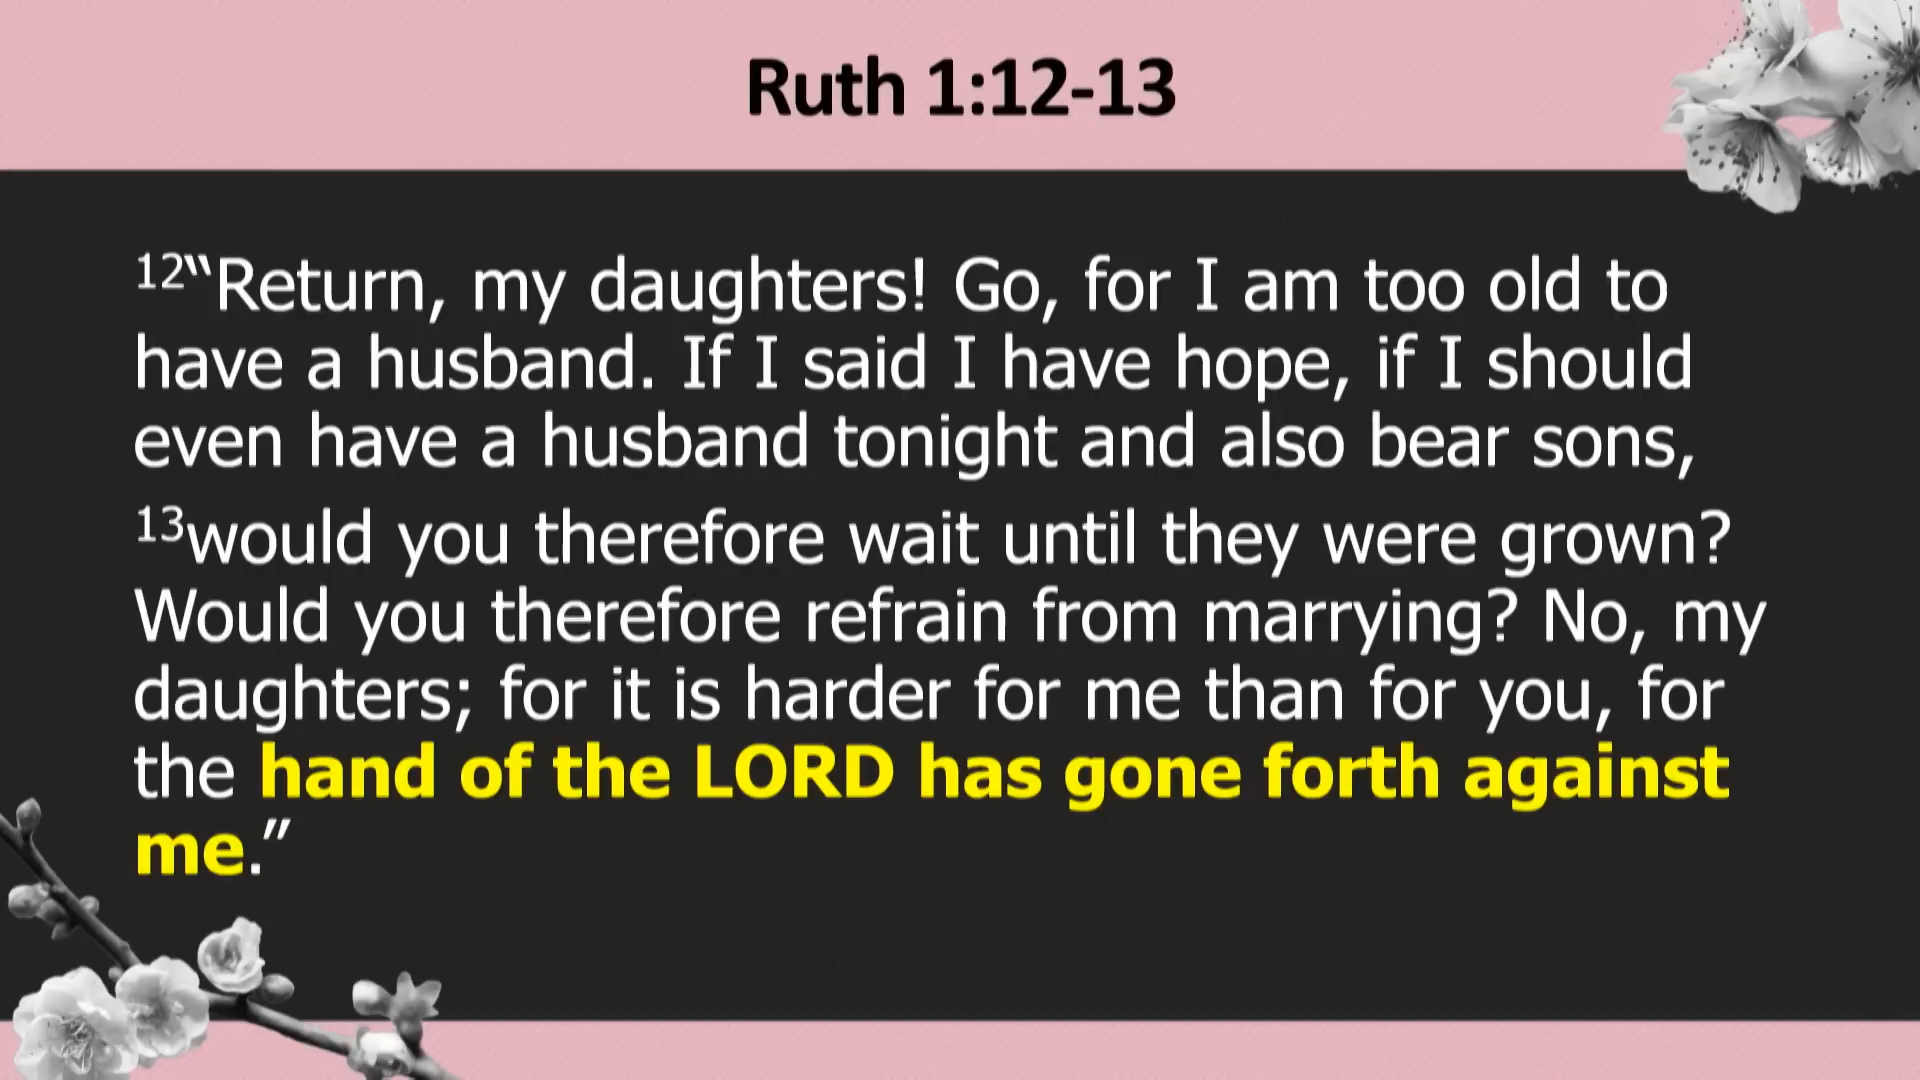 Ruth 1:12-13
12“Return, my daughters! Go, for I am too old to
have a husband. If I said I have hope, if I should
even have a husband tonight and also bear sons,
13would you therefore wait until they were grown?
Would you therefore refrain from marrying? No, my
daughters; for it is harder for me than for you, for
the hand of the LORD has gone forth against
me.”